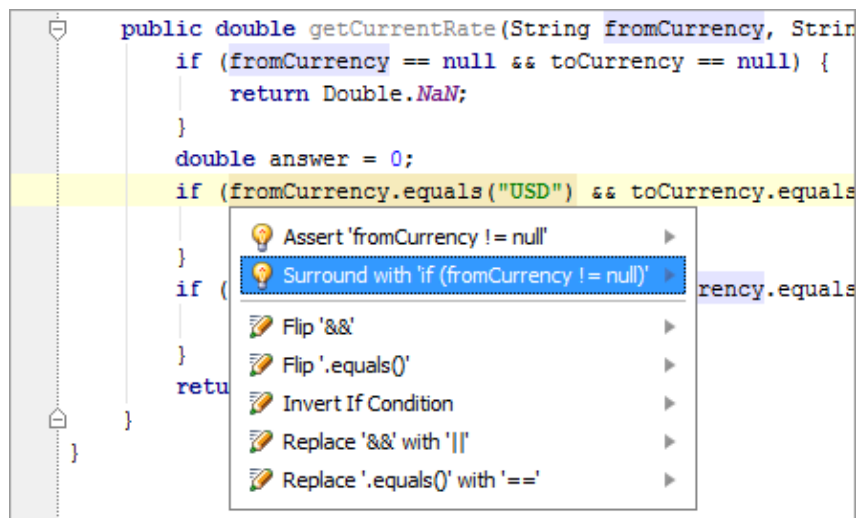 public double getCurrentRate(String fromCurrency, Strin
if (fromCurrency == null && toCurrency == null) {
return Double.NaN;
}
double answer = 0;
if (fromCurrency.equals("USD") && toCurrency.equals
Assert 'fromCurrency != null'
}
Surround with 'if (fromCurrency != null)'
if ( rency.equals
Flip '&&'
}
Flip '.equals()'
retu
Invert If Condition
}
Replace '&&' with '||'
}
Replace '.equals()' with '=='